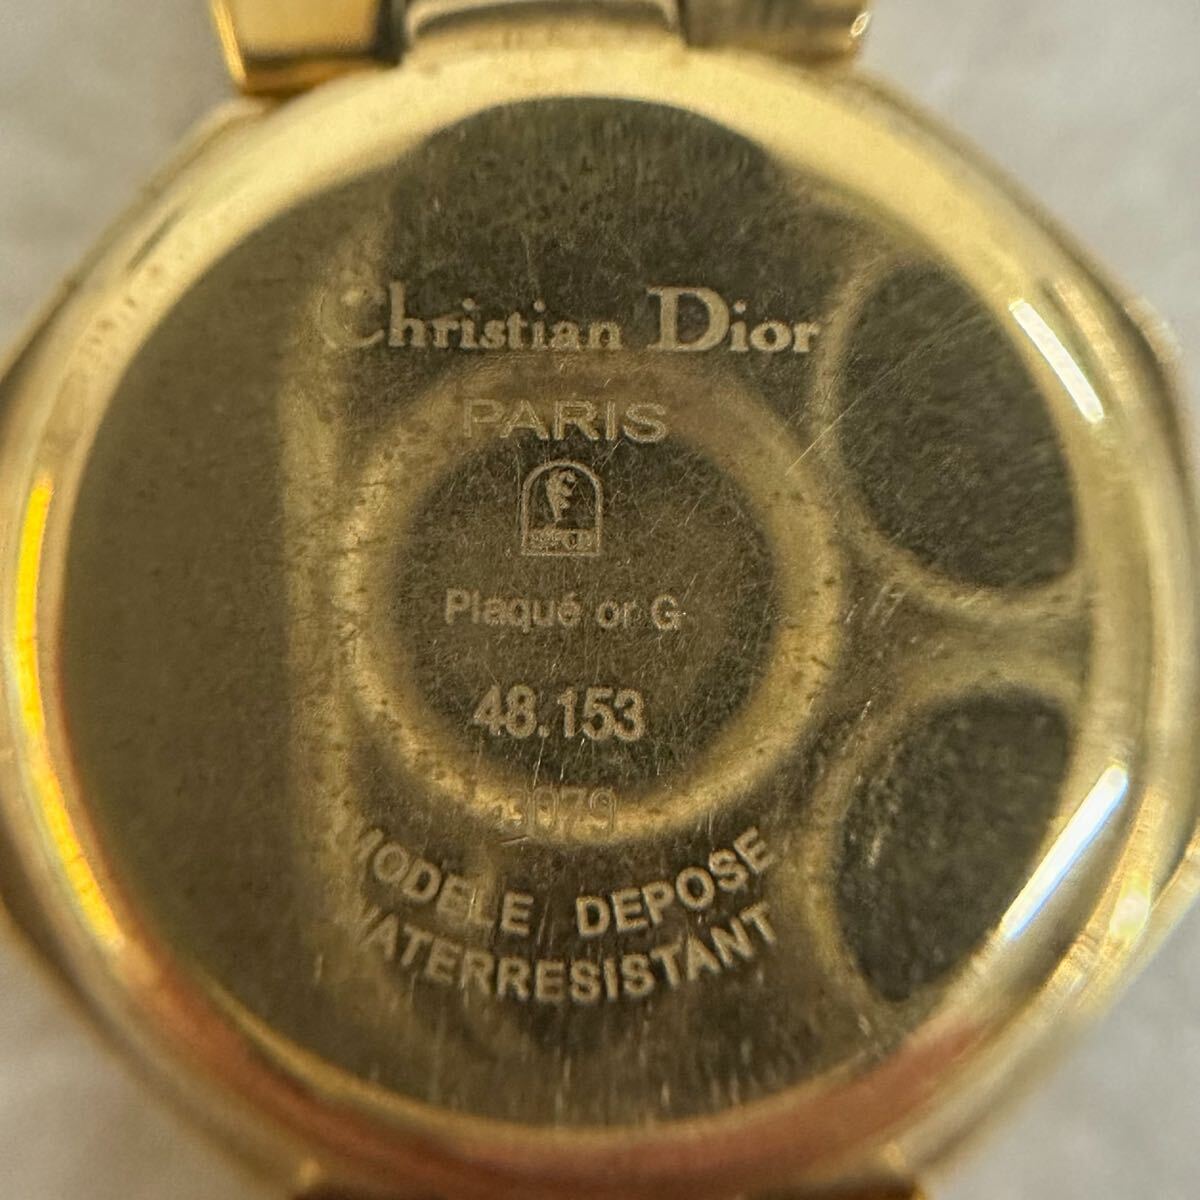 Christian Dior
PARIS
Plaqué or G
48.153
MODELE DEPOSE
WATERRESISTANT